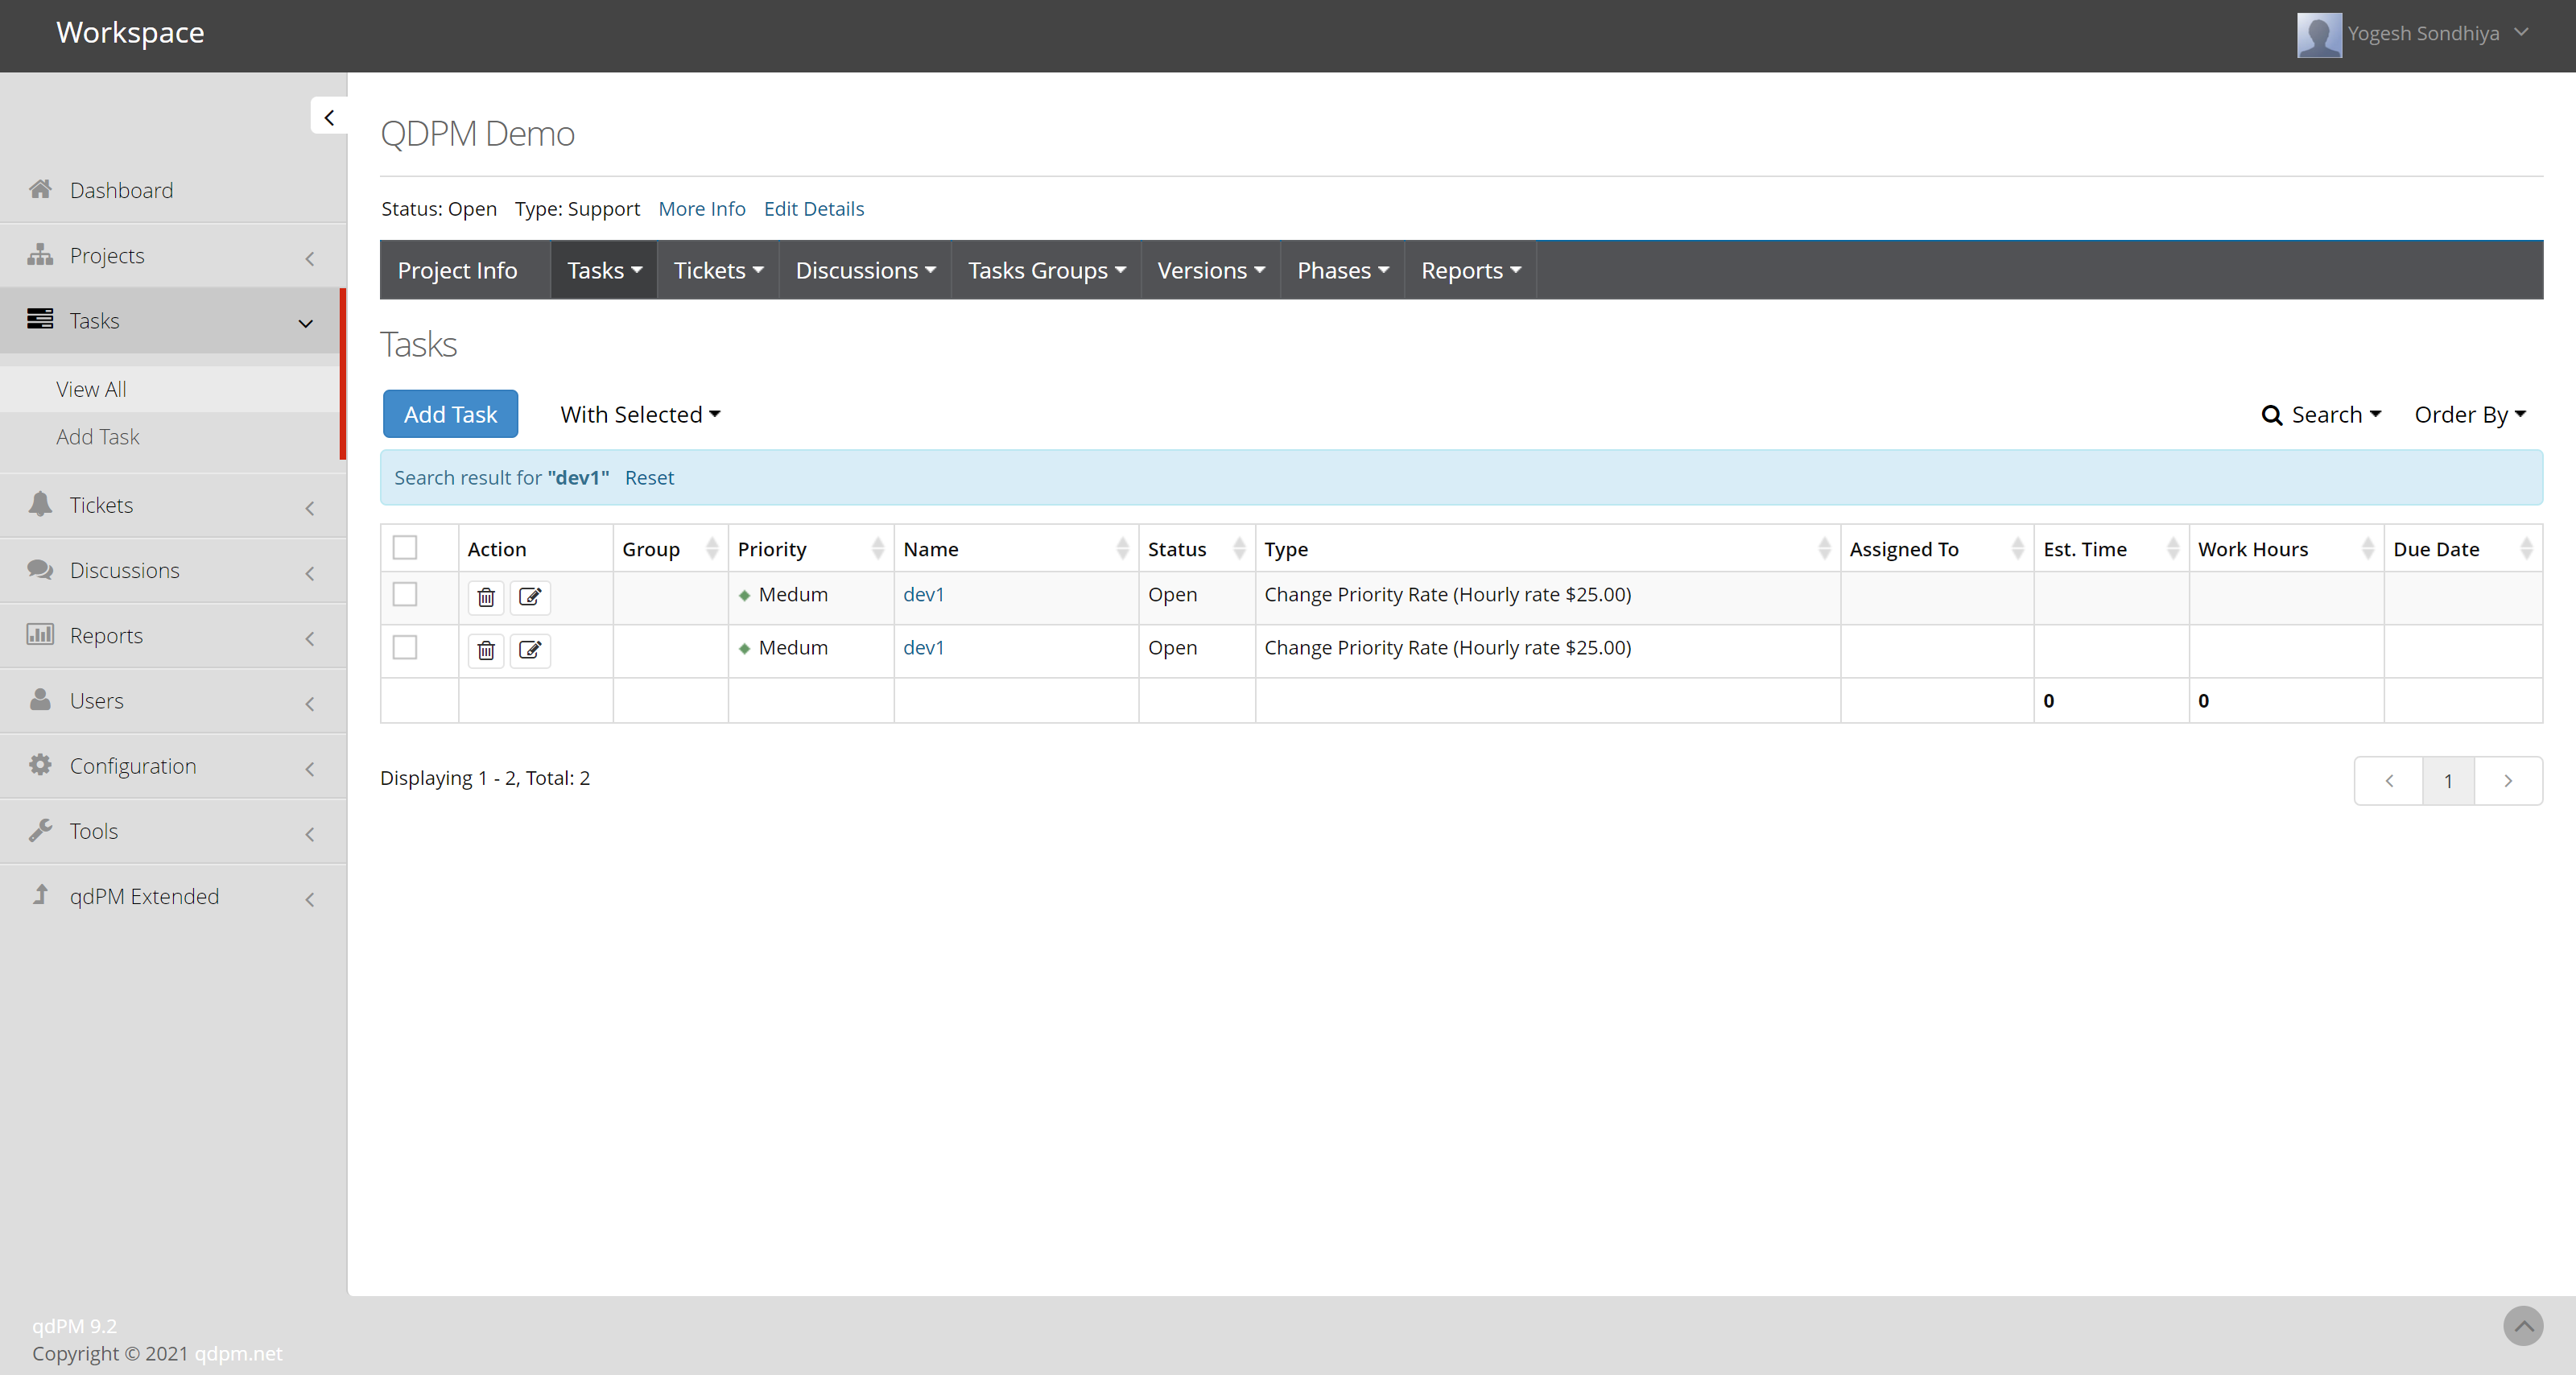 Workspace
Yogesh Sondhiya
Dashboard
Projects
Tasks
View All
Add Task
Tickets
Discussions
Reports
Users
Configuration
Tools
qdPM Extended
QDPM Demo
Status: Open Type: Support More Info Edit Details
Project Info Tasks Tickets Discussions Tasks Groups Versions Phases Reports
Tasks
Add Task With Selected Search Order By
Search result for "dev1" Reset
Action Group Priority Name Status Type Assigned To Est. Time Work Hours Due Date
Medum dev1 Open Change Priority Rate (Hourly rate $25.00)
Medum dev1 Open Change Priority Rate (Hourly rate $25.00)
0 0
Displaying 1 - 2, Total: 2
1
qdPM 9.2
Copyright © 2021 qdpm.net